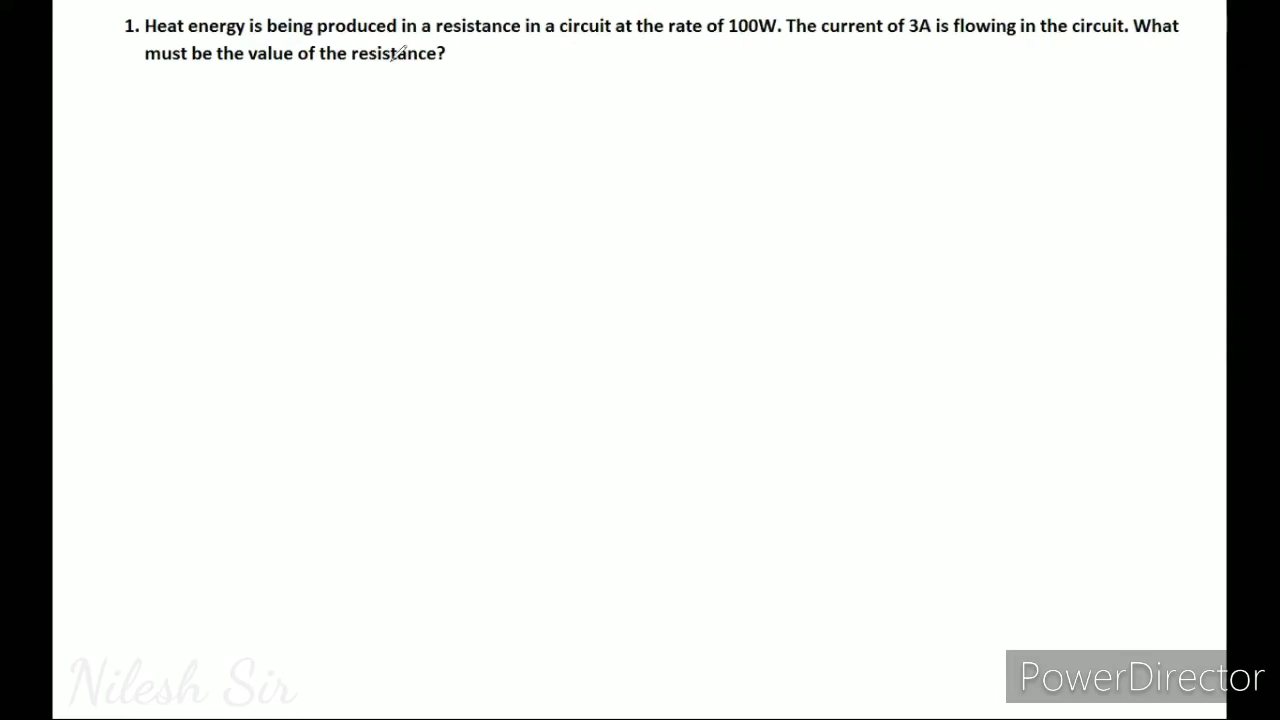 1. Heat energy is being produced in a resistance in a circuit at the rate of 100W. The current of 3A is flowing in the circuit. What
must be the value of the resistance?
Nilesh Sir
PowerDirector